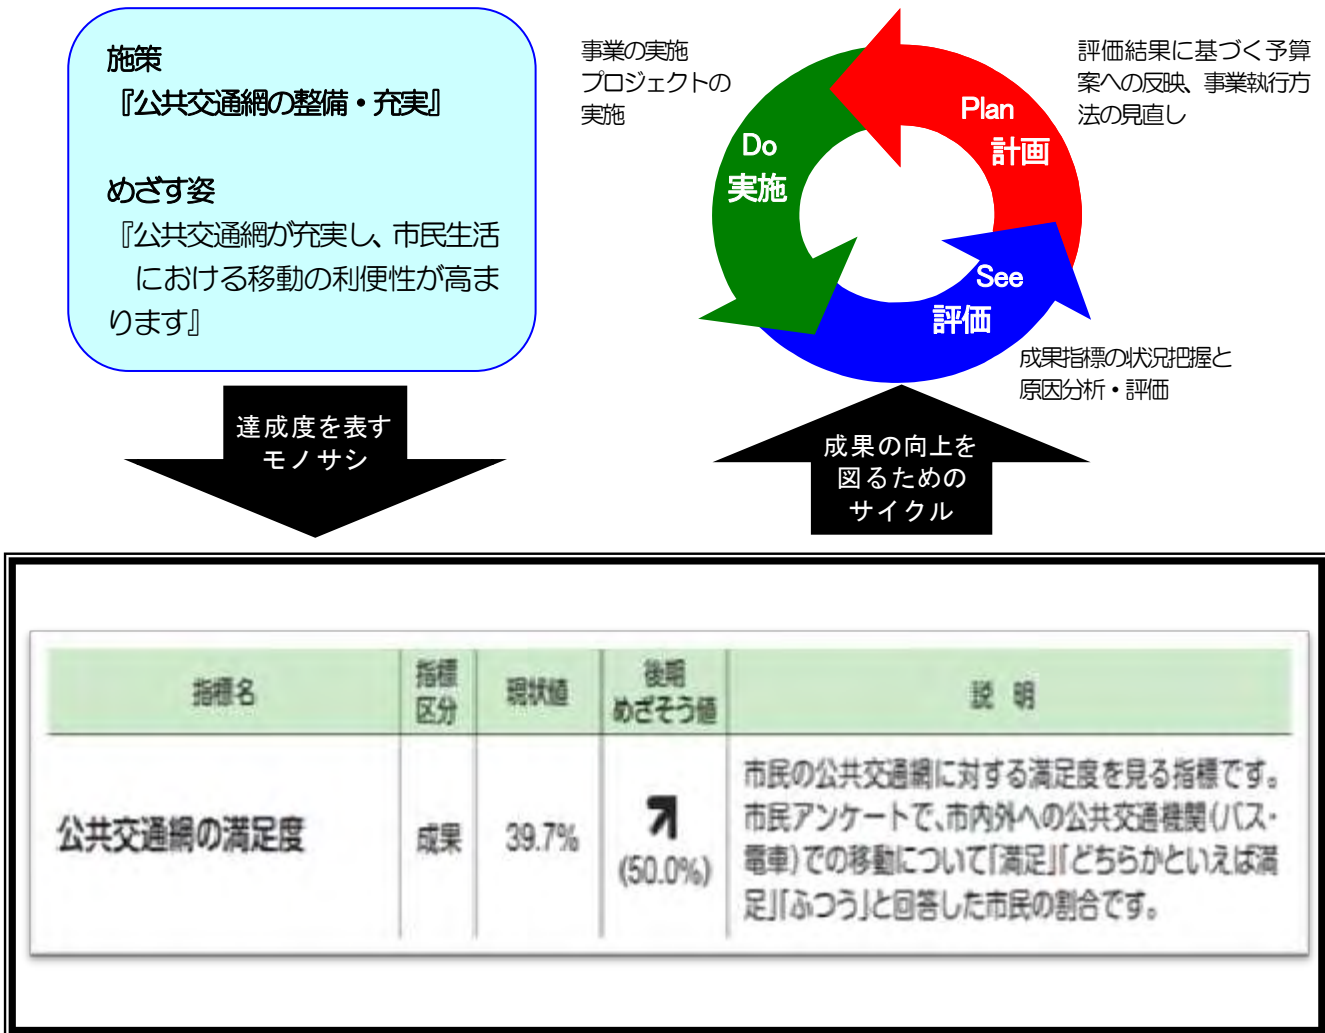 施策
『公共交通網の整備・充実』
めざす姿
『公共交通網が充実し、市民生活
における移動の利便性が高ま
ります』
事業の実施
プロジェクトの
実施
評価結果に基づく予算
案への反映、事業執行方
法の見直し
Plan
計画
Do
実施
See
評価
成果指標の状況把握と
原因分析・評価
達成度を表す
モノサシ
成果の向上を
図るための
サイクル
指標名
指標
区分
現状値
後期
めざそう値
説 明
公共交通網の満足度
成果
39.7%
(50.0%)
市民の公共交通網に対する満足度を見る指標です。
市民アンケートで、市内外への公共交通機関(バス・
電車)での移動について「満足」「どちらかといえば満
足」「ふつう」と回答した市民の割合です。